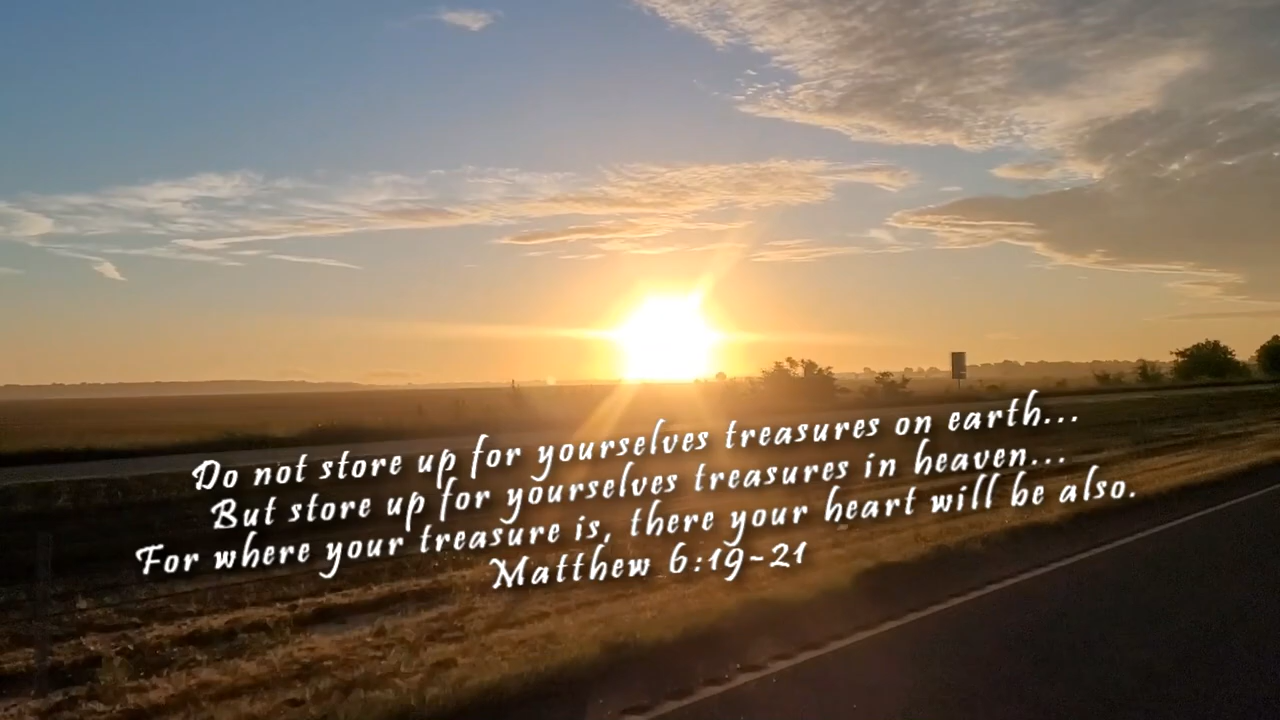 Do not store up for yourselves treasures on earth...
But store up for yourselves treasures in heaven...
For where your treasure is, there your heart will be also.
Matthew 6:19-21